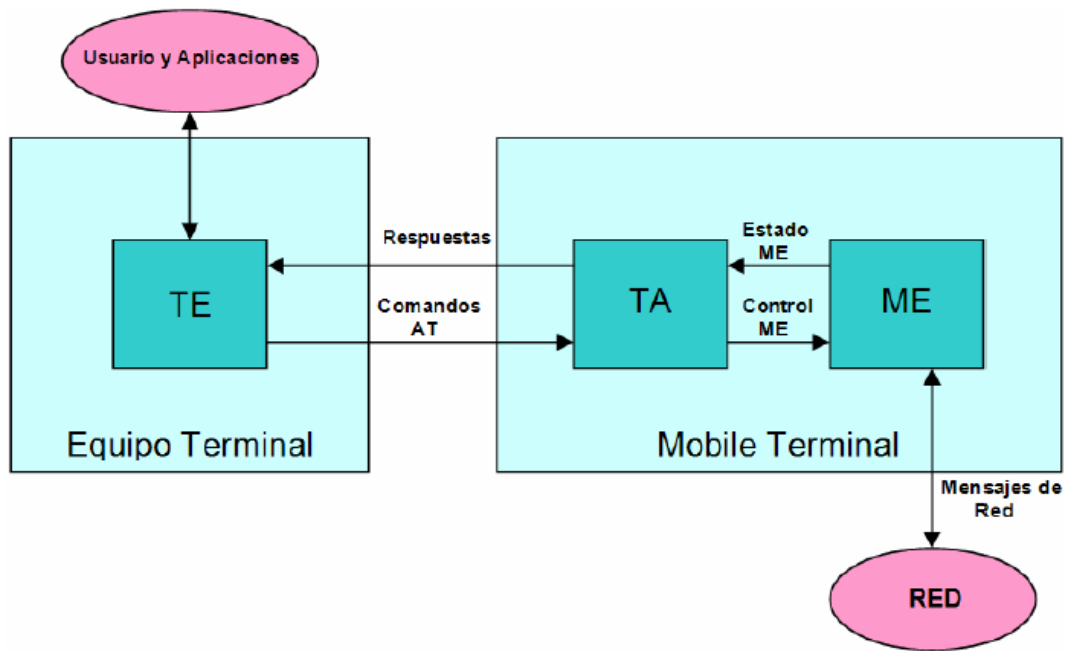 Usuario y Aplicaciones
Respuestas
Estado
ME
TE
TA
ME
Comandos
AT
Control
ME
Equipo Terminal
Mobile Terminal
Mensajes de
Red
RED